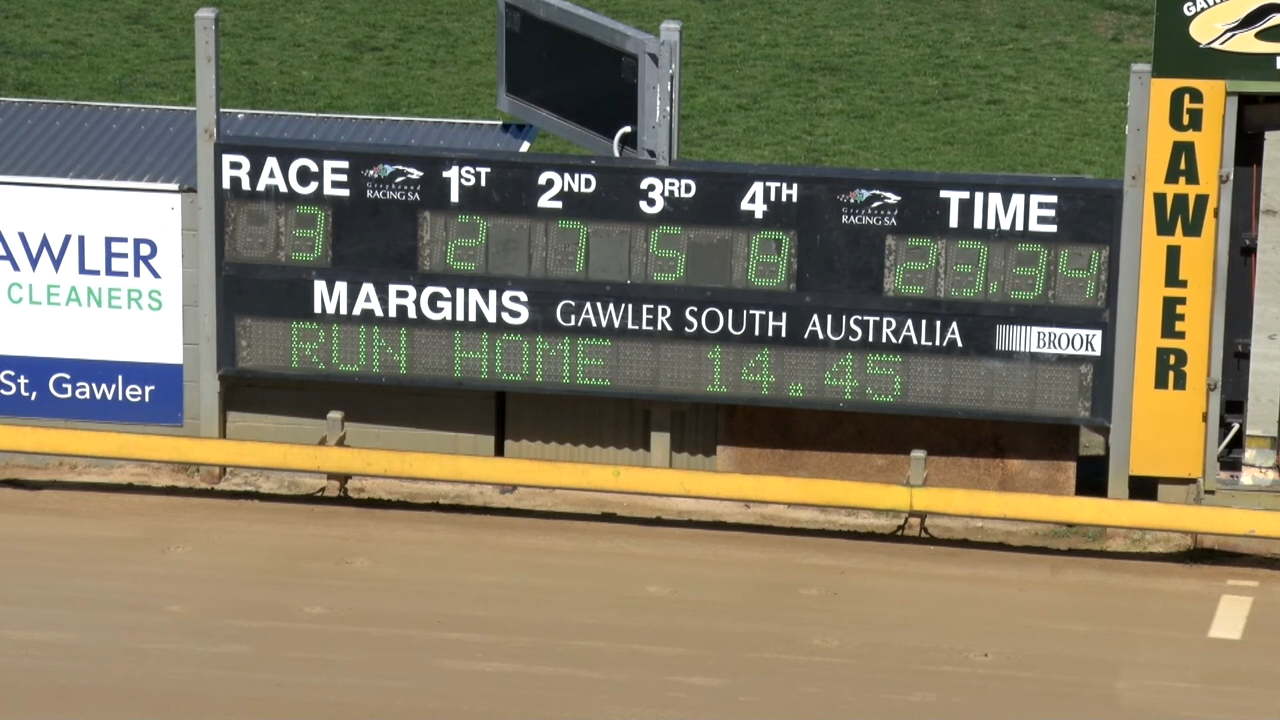 RACE
Greyhound
RACING SA
1ST 2ND 3RD 4TH
Greyhound
RACING SA
TIME
3 2 7 5 8 23.34
MARGINS GAWLER SOUTH AUSTRALIA BROOK
RUN HOME 14.45
AWLER
CLEANERS
St, Gawler
GAWLER